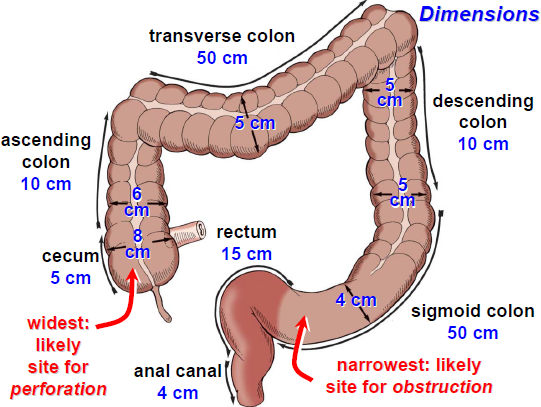 Dimensions
transverse colon
50 cm
5
cm
5 cm
descending
colon
10 cm
ascending
colon
10 cm
6
cm
5
cm
8
cm
rectum
15 cm
cecum
5 cm
4 cm
sigmoid colon
50 cm
widest:
likely
site for
perforation
narrowest: likely
site for obstruction
anal canal
4 cm